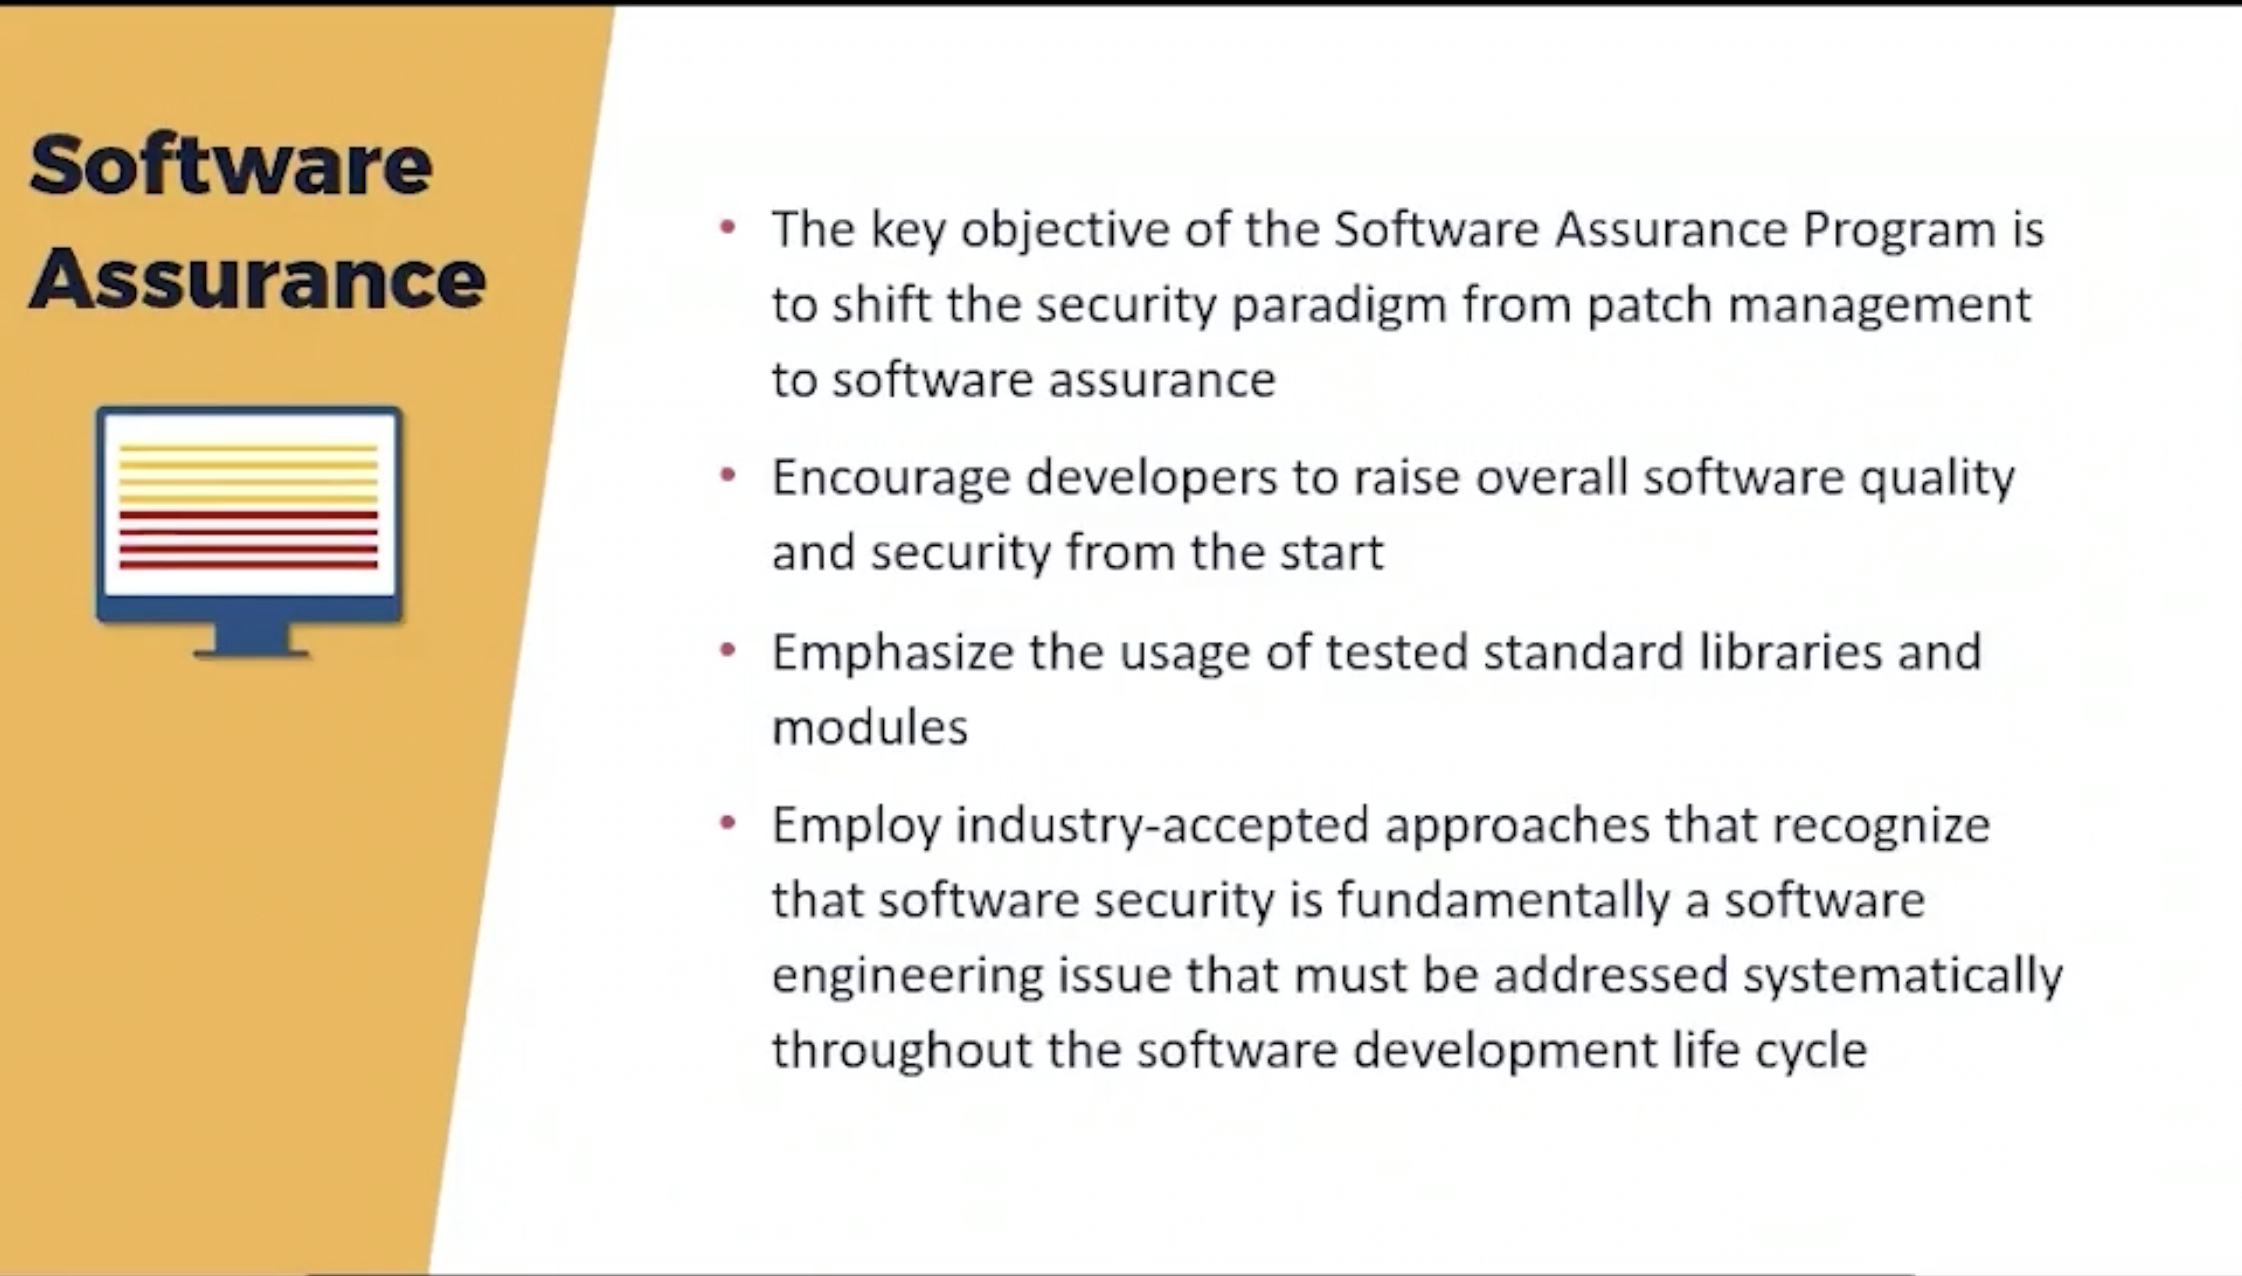 Software
Assurance
• The key objective of the Software Assurance Program is
to shift the security paradigm from patch management
to software assurance
• Encourage developers to raise overall software quality
and security from the start
• Emphasize the usage of tested standard libraries and
modules
• Employ industry-accepted approaches that recognize
that software security is fundamentally a software
engineering issue that must be addressed systematically
throughout the software development life cycle